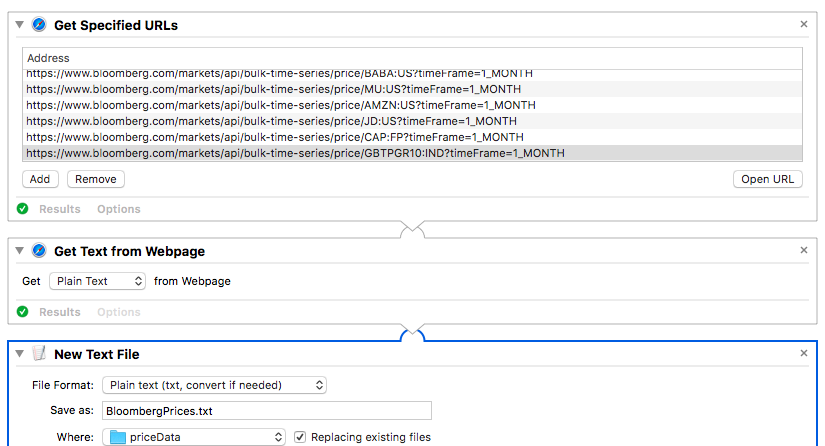 Get Specified URLs
Address
https://www.bloomberg.com/markets/api/bulk-time-series/price/BABA:US?timeFrame=1_MONTH
https://www.bloomberg.com/markets/api/bulk-time-series/price/MU:US?timeFrame=1_MONTH
https://www.bloomberg.com/markets/api/bulk-time-series/price/AMZN:US?timeFrame=1_MONTH
https://www.bloomberg.com/markets/api/bulk-time-series/price/JD:US?timeFrame=1_MONTH
https://www.bloomberg.com/markets/api/bulk-time-series/price/CAP:FP?timeFrame=1_MONTH
https://www.bloomberg.com/markets/api/bulk-time-series/price/GBTPGR10:IND?timeFrame=1_MONTH
Add Remove Open URL
Results Options
Get Text from Webpage
Get Plain Text from Webpage
Results Options
New Text File
File Format: Plain text (txt, convert if needed)
Save as: BloombergPrices.txt
Where: priceData Replacing existing files